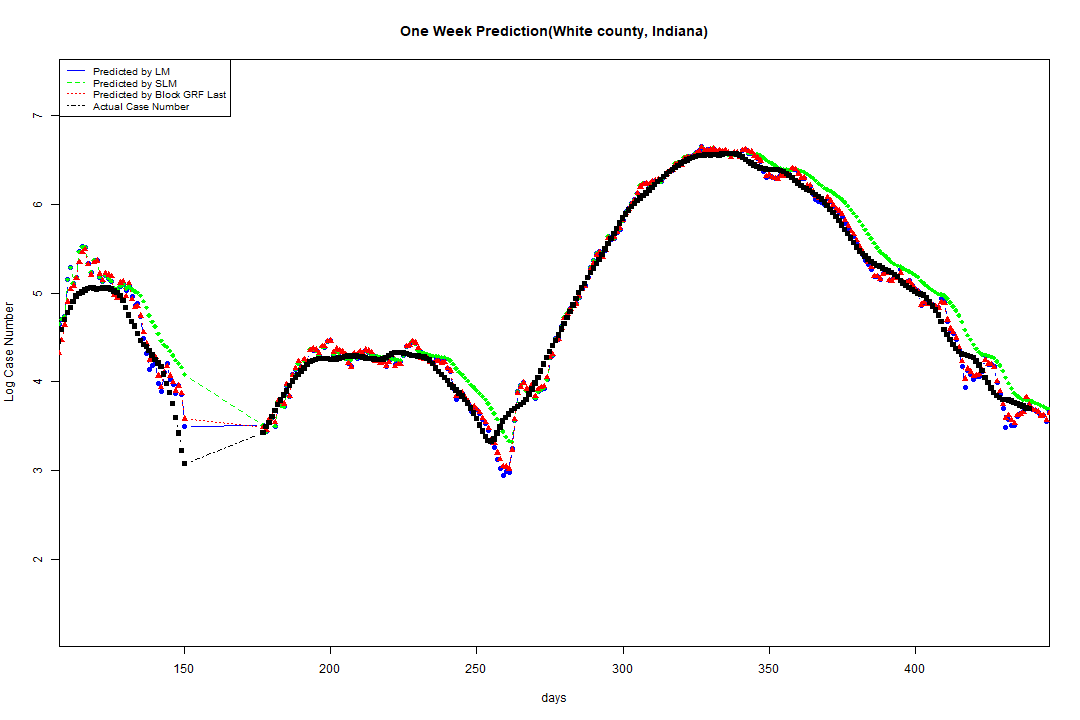 One Week Prediction(White county, Indiana)
Predicted by LM
Predicted by SLM
Predicted by Block GRF Last
Actual Case Number
7
6
5
4
3
2
Log Case Number
150 200 250 300 350 400
days